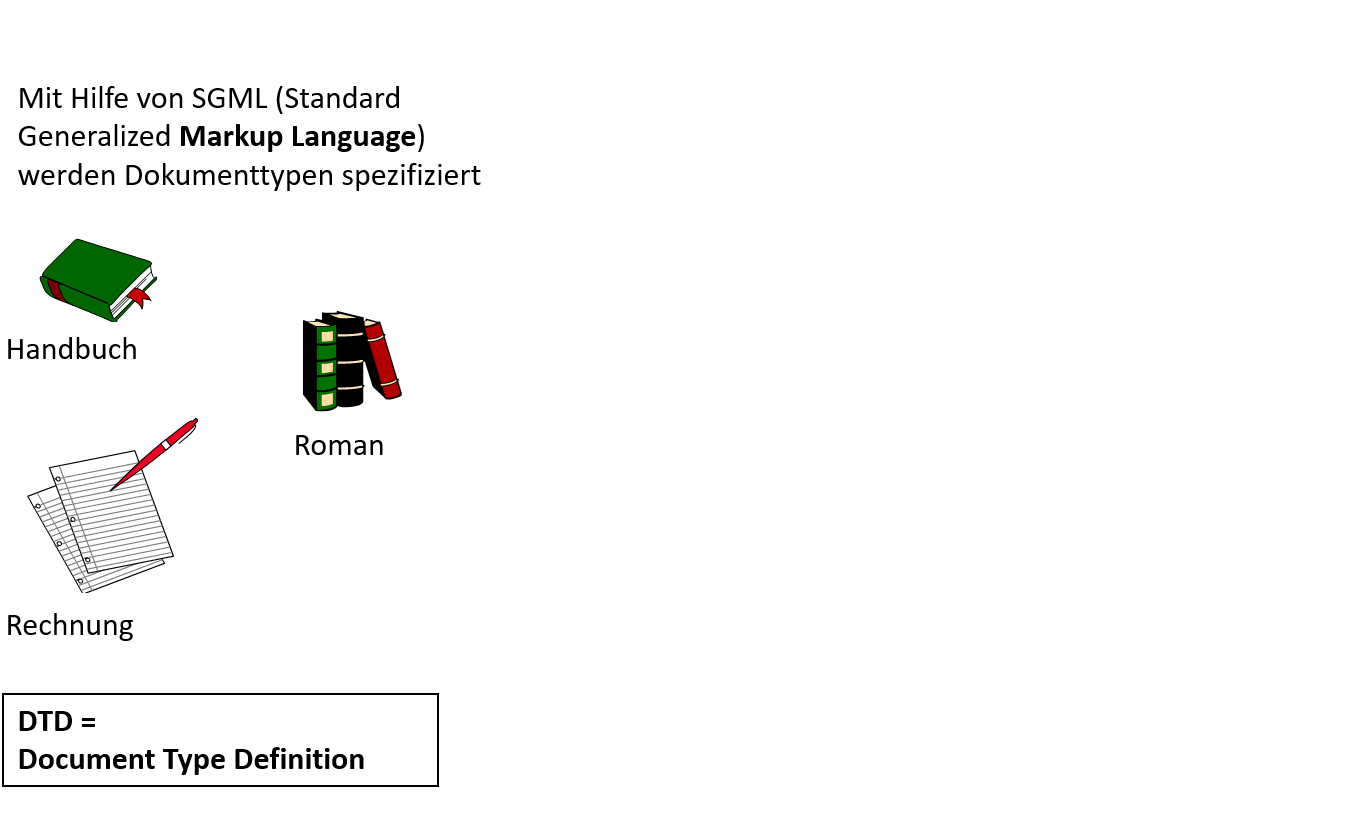 Mit Hilfe von SGML (Standard
Generalized Markup Language)
werden Dokumenttypen spezifiziert
Handbuch
Roman
Rechnung
DTD =
Document Type Definition